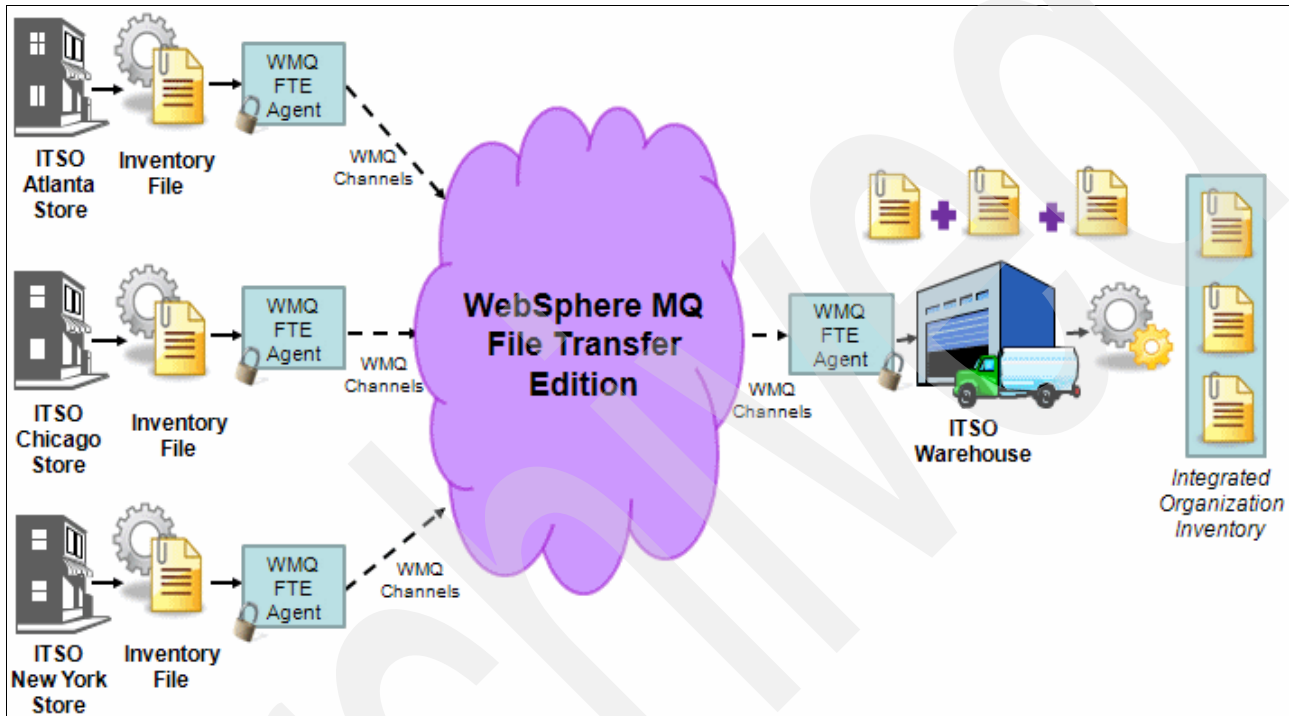 WMQ
FTE
Agent
WMQ
Channels
ITSO
Atlanta
Store
Inventory
File
WMQ
FTE
Agent
WMQ
Channels
ITSO
Chicago
Store
Inventory
File
WMQ
FTE
Agent
WMQ
Channels
ITSO
New York
Store
Inventory
File
WebSphere MQ
File Transfer
Edition
WMQ
Channels
WMQ
FTE
Agent
ITSO
Warehouse
Integrated
Organization
Inventory